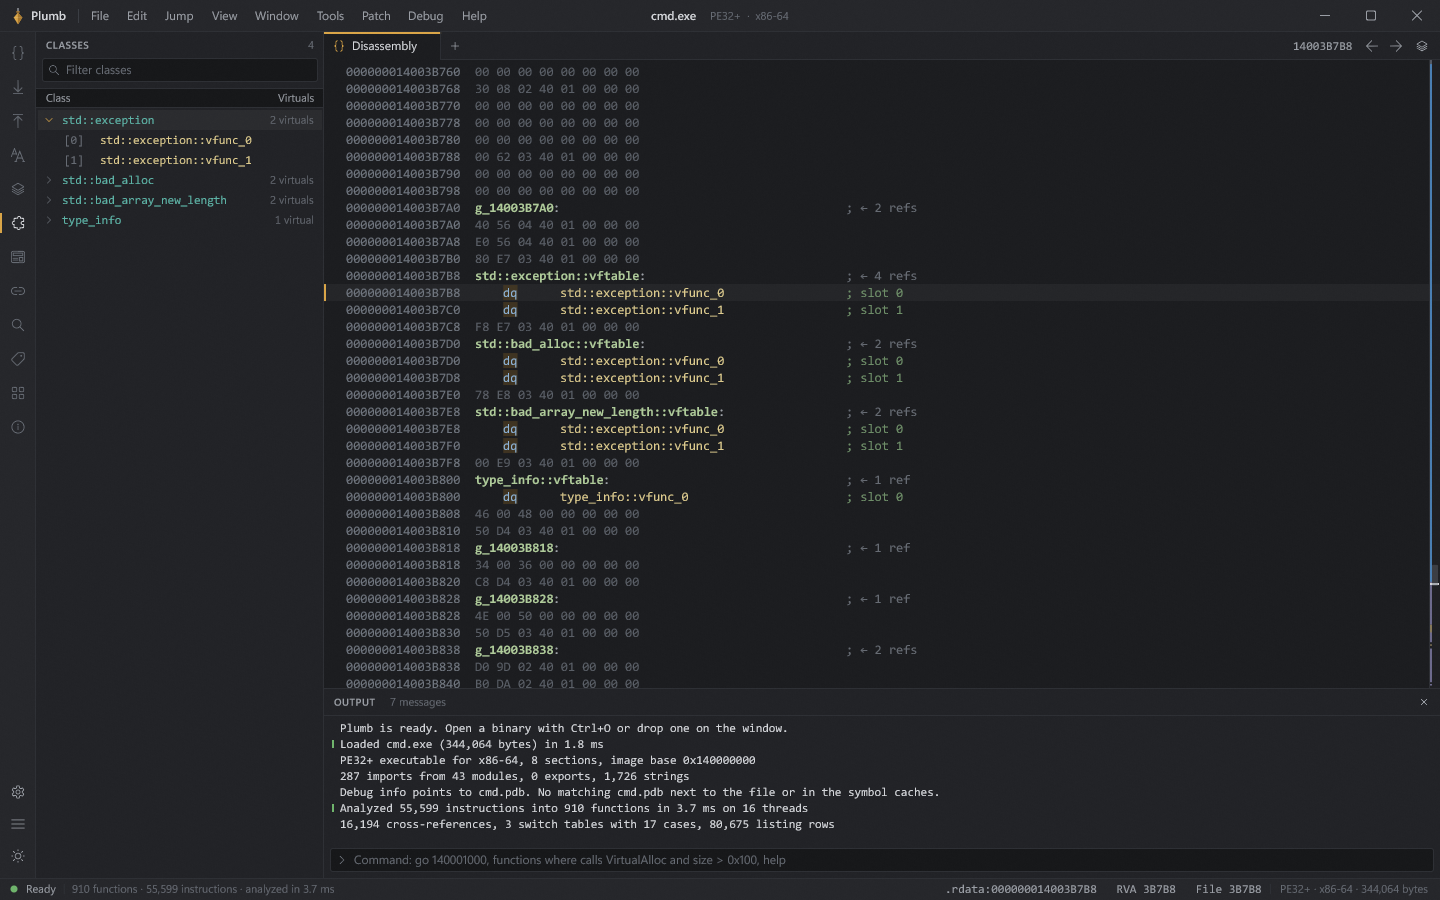 Plumb File Edit Jump View Window Tools Patch Debug Help cmd.exe PE32+ · x86-64
CLASSES 4
Filter classes
Class Virtuals
std::exception 2 virtuals
[0] std::exception::vfunc_0
[1] std::exception::vfunc_1
std::bad_alloc 2 virtuals
std::bad_array_new_length 2 virtuals
type_info 1 virtual
{} Disassembly + 14003B7B8
000000014003B760 00 00 00 00 00 00 00 00
000000014003B768 30 08 02 40 01 00 00 00
000000014003B770 00 00 00 00 00 00 00 00
000000014003B778 00 00 00 00 00 00 00 00
000000014003B780 00 00 00 00 00 00 00 00
000000014003B788 00 62 03 40 01 00 00 00
000000014003B790 00 00 00 00 00 00 00 00
000000014003B798 00 00 00 00 00 00 00 00
000000014003B7A0 g_14003B7A0: ; ← 2 refs
000000014003B7A0 40 56 04 40 01 00 00 00
000000014003B7A8 E0 56 04 40 01 00 00 00
000000014003B7B0 80 E7 03 40 01 00 00 00
000000014003B7B8 std::exception::vftable: ; ← 4 refs
000000014003B7B8 dq std::exception::vfunc_0 ; slot 0
000000014003B7C0 dq std::exception::vfunc_1 ; slot 1
000000014003B7C8 F8 E7 03 40 01 00 00 00
000000014003B7D0 std::bad_alloc::vftable: ; ← 2 refs
000000014003B7D0 dq std::exception::vfunc_0 ; slot 0
000000014003B7D8 dq std::exception::vfunc_1 ; slot 1
000000014003B7E0 78 E8 03 40 01 00 00 00
000000014003B7E8 std::bad_array_new_length::vftable: ; ← 2 refs
000000014003B7E8 dq std::exception::vfunc_0 ; slot 0
000000014003B7F0 dq std::exception::vfunc_1 ; slot 1
000000014003B7F8 00 E9 03 40 01 00 00 00
000000014003B800 type_info::vftable: ; ← 1 ref
000000014003B800 dq type_info::vfunc_0 ; slot 0
000000014003B808 46 00 48 00 00 00 00 00
000000014003B810 50 D4 03 40 01 00 00 00
000000014003B818 g_14003B818: ; ← 1 ref
000000014003B818 34 00 36 00 00 00 00 00
000000014003B820 C8 D4 03 40 01 00 00 00
000000014003B828 g_14003B828: ; ← 1 ref
000000014003B828 4E 00 50 00 00 00 00 00
000000014003B830 50 D5 03 40 01 00 00 00
000000014003B838 g_14003B838: ; ← 2 refs
000000014003B838 D0 9D 02 40 01 00 00 00
000000014003B840 B0 DA 02 40 01 00 00 00
OUTPUT 7 messages
Plumb is ready. Open a binary with Ctrl+O or drop one on the window.
Loaded cmd.exe (344,064 bytes) in 1.8 ms
PE32+ executable for x86-64, 8 sections, image base 0x140000000
287 imports from 43 modules, 0 exports, 1,726 strings
Debug info points to cmd.pdb. No matching cmd.pdb next to the file or in the symbol caches.
Analyzed 55,599 instructions into 910 functions in 3.7 ms on 16 threads
16,194 cross-references, 3 switch tables with 17 cases, 80,675 listing rows
Command: go 140001000, functions where calls VirtualAlloc and size > 0x100, help
Ready 910 functions · 55,599 instructions · analyzed in 3.7 ms .rdata:000000014003B7B8 RVA 3B7B8 File 3B7B8 PE32+ · x86-64 · 344,064 bytes